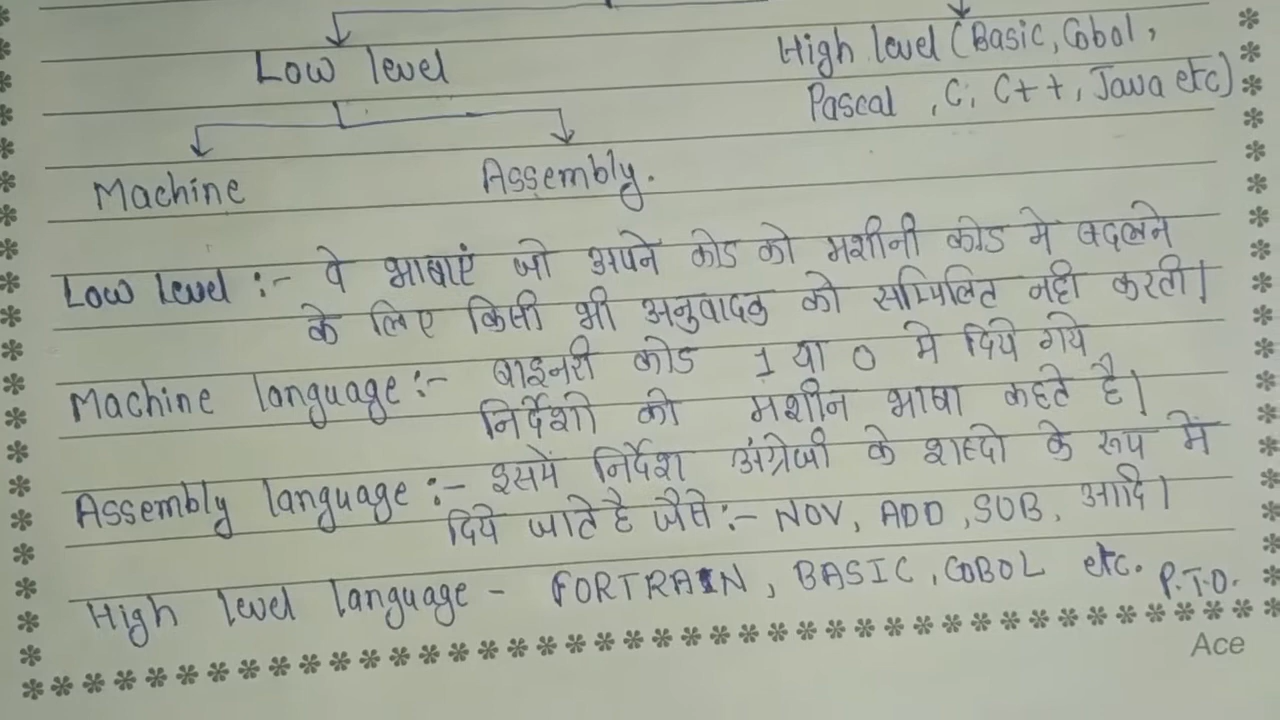 Low level
High level (Basic, Cobol,
Pascal , C, C++, Java etc)
Machine
Assembly.
Low level :- वे भाषाएं जो अपने कोड को मशीनी कोड मे बदलने
के लिए किसी भी अनुवादक को सम्मिलित नही करती।
Machine language :- बाइनरी कोड 1 या 0 मे दिये गये
निर्देशो को मशीन भाषा कहते है।
Assembly language :- इसमें निर्देश अंग्रेजी के शब्दो के रूप में
दिये जाते है जैसे :- NOV, ADD , SUB, आदि।
High level language - FORTRAIN , BASIC , COBOL etc. P.T.O.
Ace